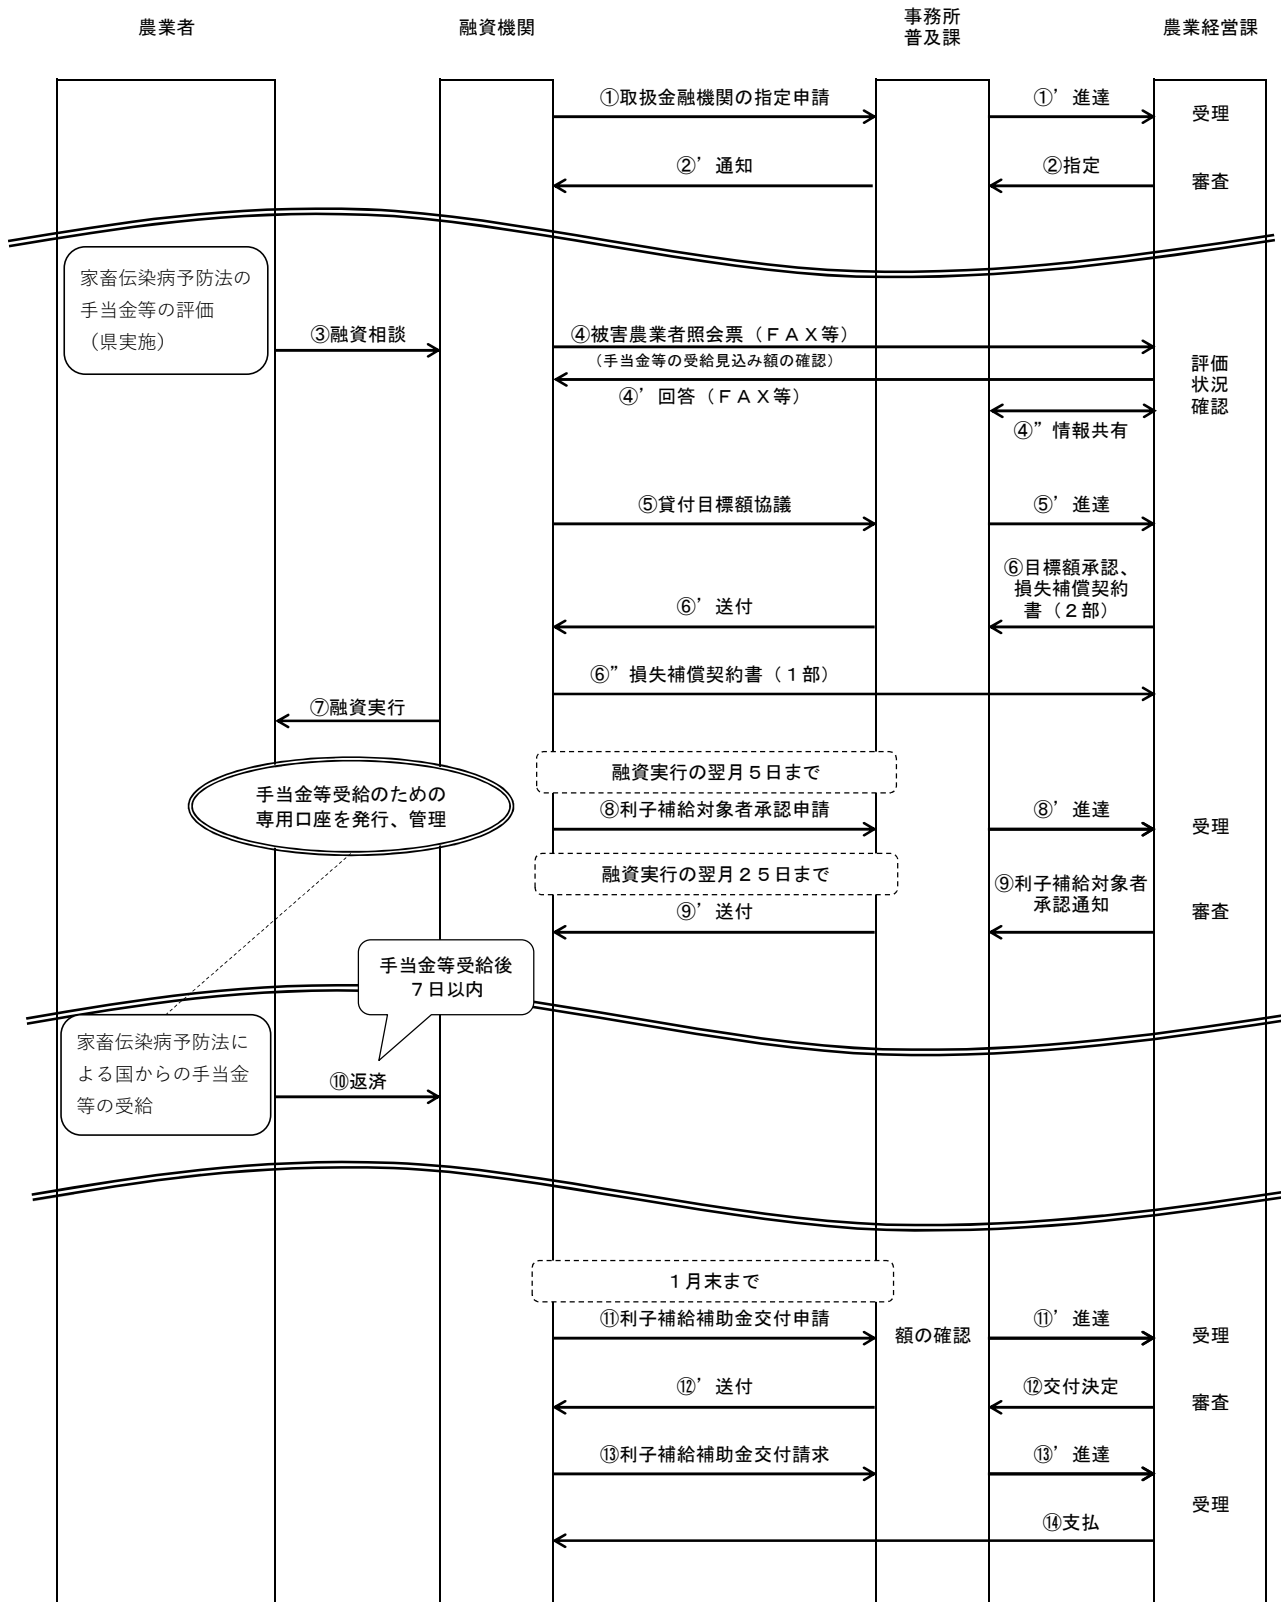 農業者
融資機関
事務所
普及課
農業経営課
①取扱金融機関の指定申請
①’進達
受理
②’通知
②指定
審査
家畜伝染病予防法の
手当金等の評価
（県実施）
③融資相談
④被害農業者照会票（ＦＡＸ等）
（手当金等の受給見込み額の確認）
④’回答（ＦＡＸ等）
④”情報共有
評価
状況
確認
⑤貸付目標額協議
⑤’進達
⑥目標額承認、
損失補償契約
書（２部）
⑥’送付
⑥”損失補償契約書（１部）
⑦融資実行
融資実行の翌月５日まで
手当金等受給のための
専用口座を発行、管理
⑧利子補給対象者承認申請
⑧’進達
受理
融資実行の翌月２５日まで
⑨利子補給対象者
承認通知
⑨’送付
審査
手当金等受給後
７日以内
家畜伝染病予防法に
よる国からの手当金
等の受給
⑩返済
１月末まで
⑪利子補給補助金交付申請
額の確認
⑪’進達
受理
⑫’送付
⑫交付決定
審査
⑬利子補給補助金交付請求
⑬’進達
受理
⑭支払